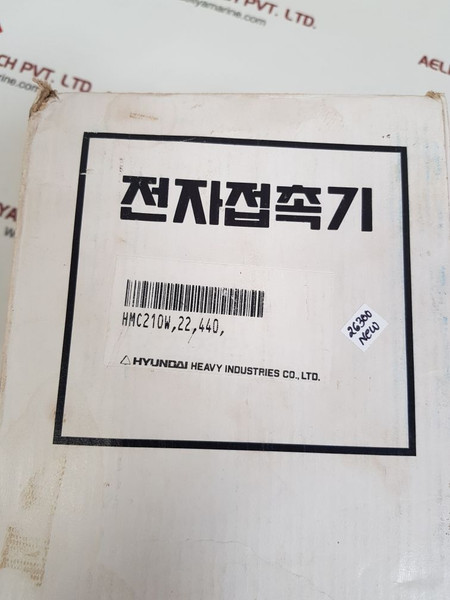 전자접촉기
HMC210W,22,440,
HYUNDAI HEAVY INDUSTRIES CO., LTD.
26380
New